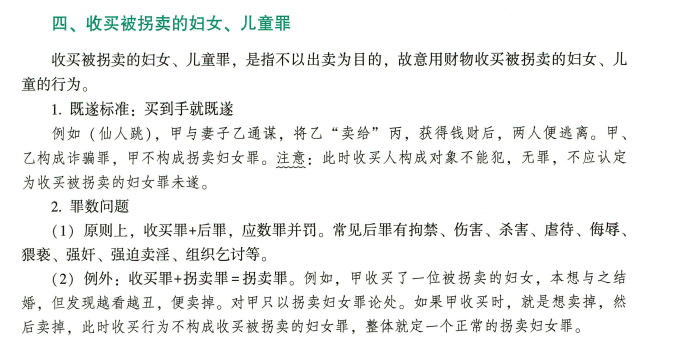 四、收买被拐卖的妇女、儿童罪
收买被拐卖的妇女、儿童罪，是指不以出卖为目的，故意用财物收买被拐卖的妇女、儿
童的行为。
1. 既遂标准：买到手就既遂
例如（仙人跳），甲与妻子乙通谋，将乙“卖给”丙，获得钱财后，两人便逃离。甲、
乙构成诈骗罪，甲不构成拐卖妇女罪。注意：此时收买人构成对象不能犯，无罪，不应认定
为收买被拐卖的妇女罪未遂。
2. 罪数问题
（1）原则上，收买罪+后罪，应数罪并罚。常见后罪有拘禁、伤害、杀害、虐待、侮辱、
猥亵、强奸、强迫卖淫、组织乞讨等。
（2）例外：收买罪+拐卖罪=拐卖罪。例如，甲收买了一位被拐卖的妇女，本想与之结
婚，但发现越看越丑，便卖掉。对甲只以拐卖妇女罪论处。如果甲收买时，就是想卖掉，然
后卖掉，此时收买行为不构成收买被拐卖的妇女罪，整体就定一个正常的拐卖妇女罪。